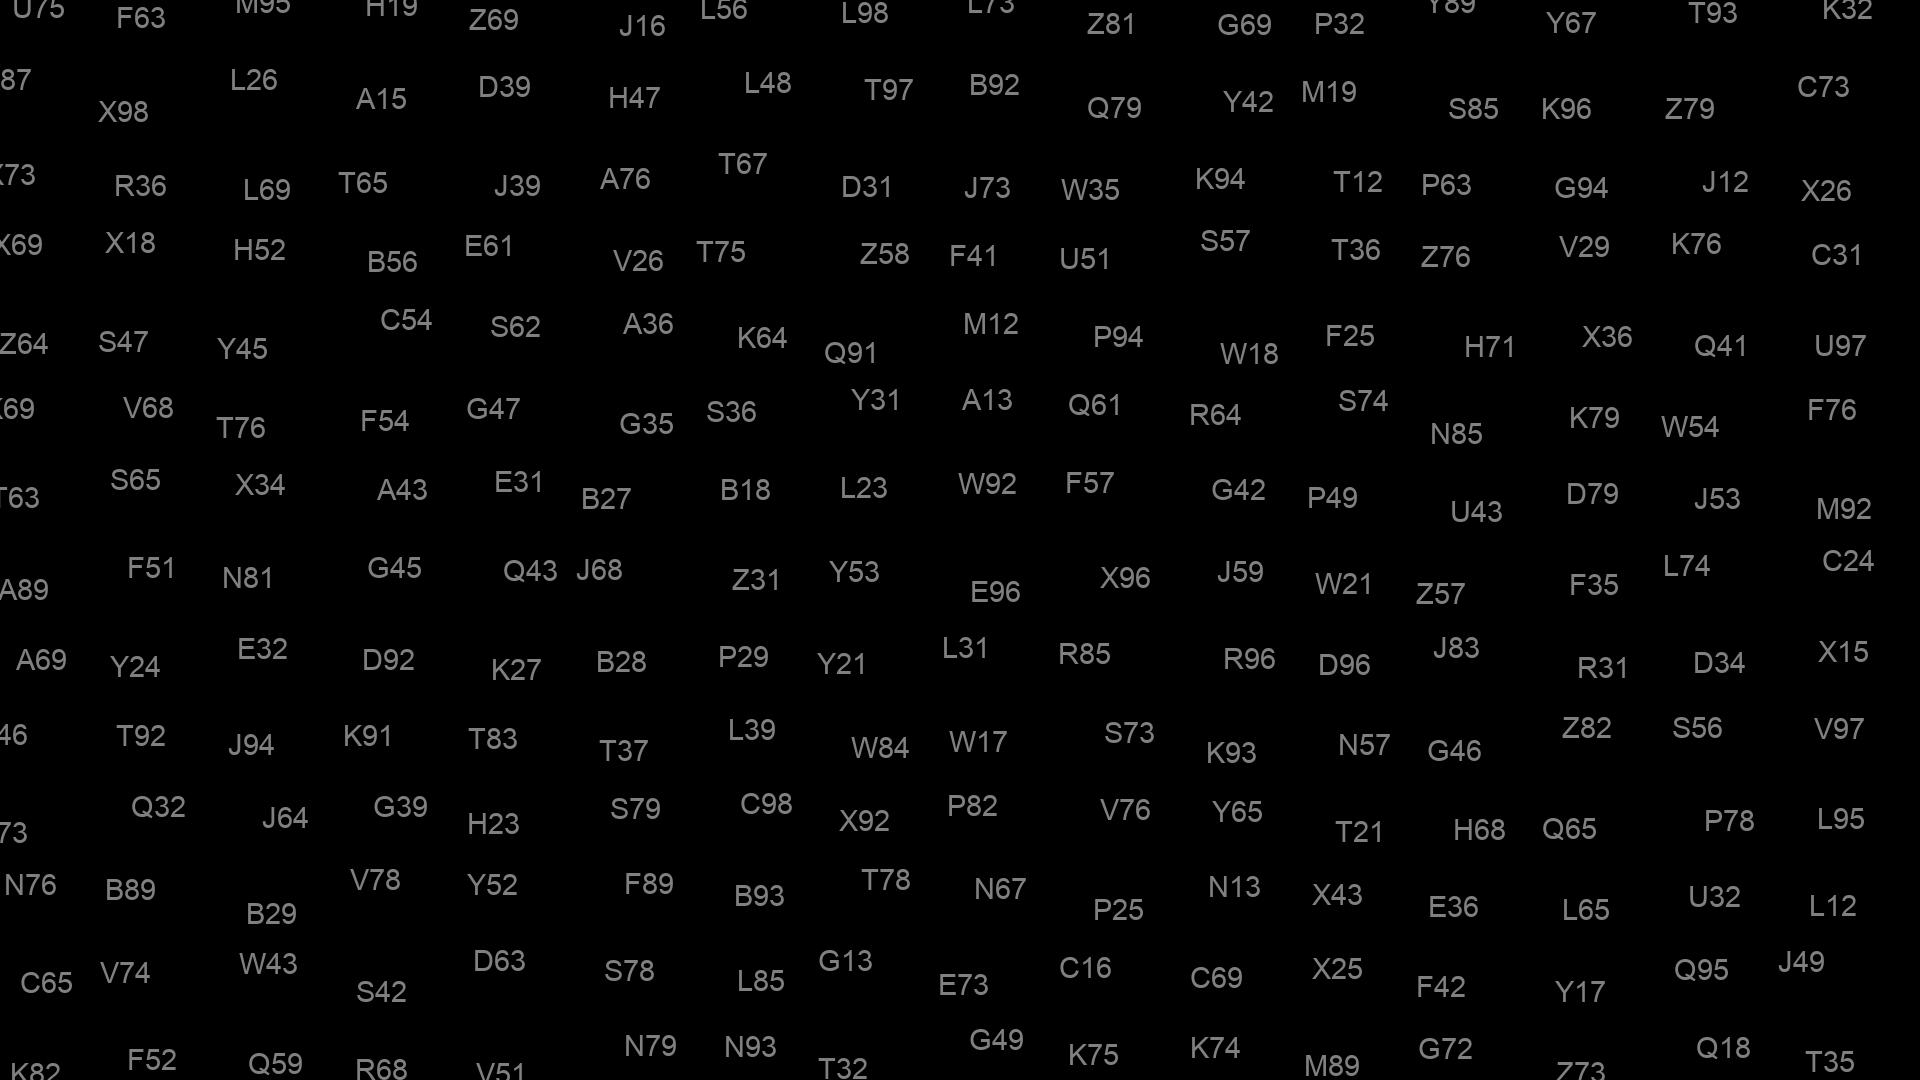 U75 F63 M95 H19 Z69 J16 L56 L98 L73 Z81 G69 P32 Y89 Y67 T93 K32
87 X98 L26 A15 D39 H47 L48 T97 B92 Q79 Y42 M19 S85 K96 Z79 C73
73 R36 L69 T65 J39 A76 T67 D31 J73 W35 K94 T12 P63 G94 J12 X26
X69 X18 H52 B56 E61 V26 T75 Z58 F41 U51 S57 T36 Z76 V29 K76 C31
Z64 S47 Y45 C54 S62 A36 K64 Q91 M12 P94 W18 F25 H71 X36 Q41 U97
69 V68 T76 F54 G47 G35 S36 Y31 A13 Q61 R64 S74 N85 K79 W54 F76
T63 S65 X34 A43 E31 B27 B18 L23 W92 F57 G42 P49 U43 D79 J53 M92
A89 F51 N81 G45 Q43 J68 Z31 Y53 E96 X96 J59 W21 Z57 F35 L74 C24
A69 Y24 E32 D92 K27 B28 P29 Y21 L31 R85 R96 D96 J83 R31 D34 X15
46 T92 J94 K91 T83 T37 L39 W84 W17 S73 K93 N57 G46 Z82 S56 V97
73 Q32 J64 G39 H23 S79 C98 X92 P82 V76 Y65 T21 H68 Q65 P78 L95
N76 B89 B29 V78 Y52 F89 B93 T78 N67 P25 N13 X43 E36 L65 U32 L12
C65 V74 W43 S42 D63 S78 L85 G13 E73 C16 C69 X25 F42 Y17 Q95 J49
K82 F52 Q59 R68 V51 N79 N93 T32 G49 K75 K74 M89 G72 Z73 Q18 T35